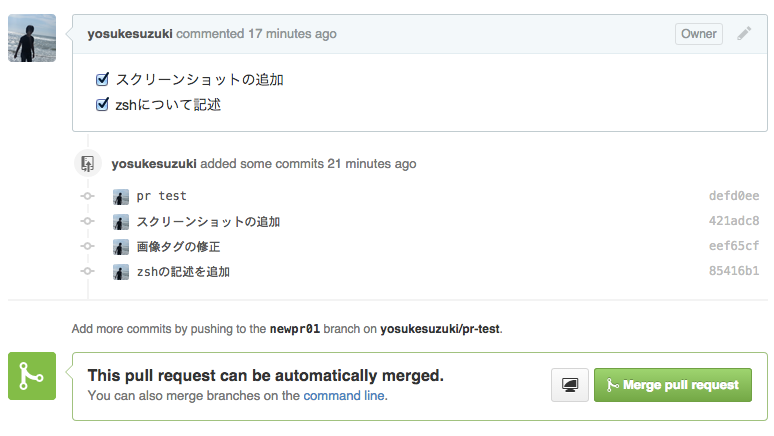 yosukesuzuki commented 17 minutes ago Owner
スクリーンショットの追加
zshについて記述
yosukesuzuki added some commits 21 minutes ago
pr test defd0ee
スクリーンショットの追加 421adc8
画像タグの修正 eef65cf
zshの記述を追加 85416b1
Add more commits by pushing to the newpr01 branch on yosukesuzuki/pr-test.
This pull request can be automatically merged.
You can also merge branches on the command line.
Merge pull request